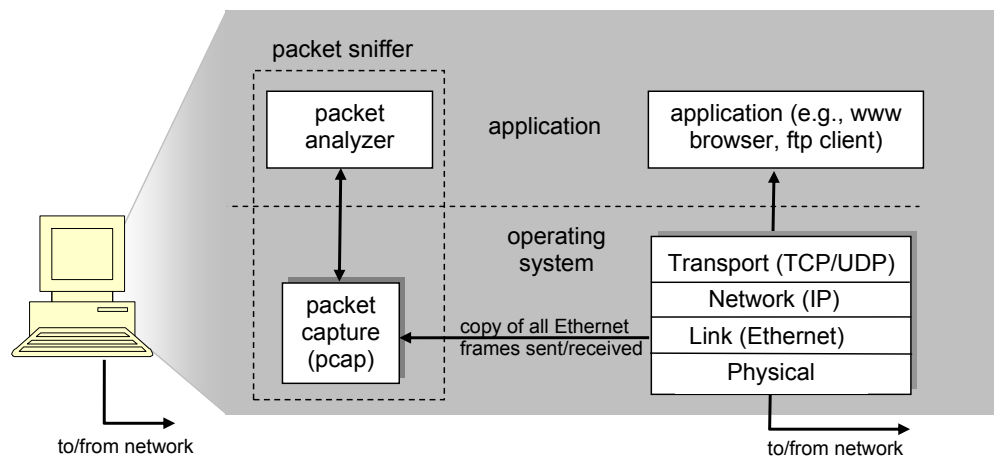 packet sniffer
packet
analyzer
application
application (e.g., www
browser, ftp client)
operating
system
packet
capture
(pcap)
copy of all Ethernet
frames sent/received
Transport (TCP/UDP)
Network (IP)
Link (Ethernet)
Physical
to/from network
to/from network